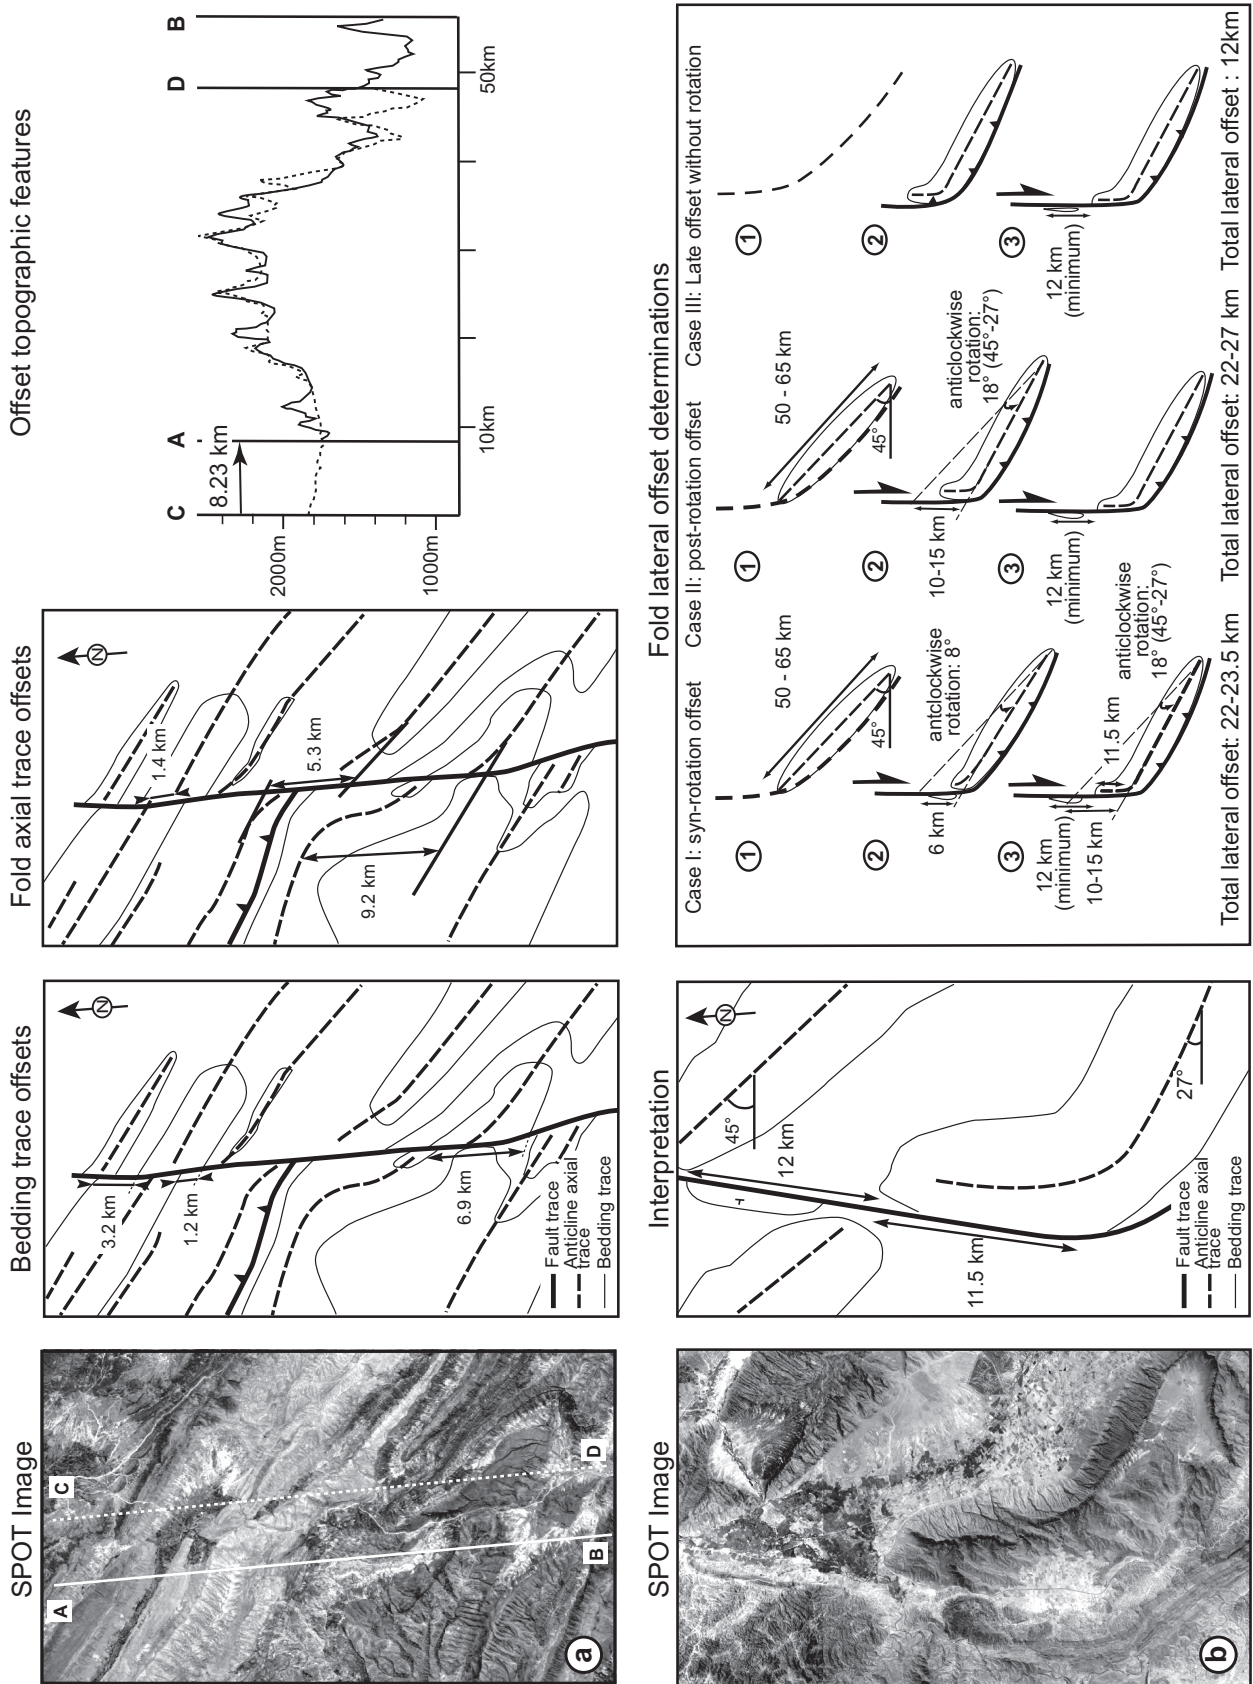 SPOT Image
Bedding trace offsets
Fold axial trace offsets
Offset topographic features
A
C
B
D
a
N
3.2 km
1.2 km
6.9 km
Fault trace
Anticline axial
trace
Bedding trace
N
1.4 km
5.3 km
9.2 km
C
A
D
B
8.23 km
2000m
1000m
10km
50km
SPOT Image
Interpretation
Fold lateral offset determinations
b
N
45°
12 km
11.5 km
27°
Fault trace
Anticline axial
trace
Bedding trace
Case I: syn-rotation offset
Case II: post-rotation offset
Case III: Late offset without rotation
1
50 - 65 km
45°
2
6 km
antclockwise
rotation: 8°
3
12 km
(minimum)
10-15 km
11.5 km
anticlockwise
rotation:
18° (45°-27°)
Total lateral offset: 22-23.5 km
1
50 - 65 km
45°
2
10-15 km
anticlockwise
rotation:
18° (45°-27°)
3
12 km
(minimum)
Total lateral offset: 22-27 km
1
2
3
12 km
(minimum)
Total lateral offset : 12km